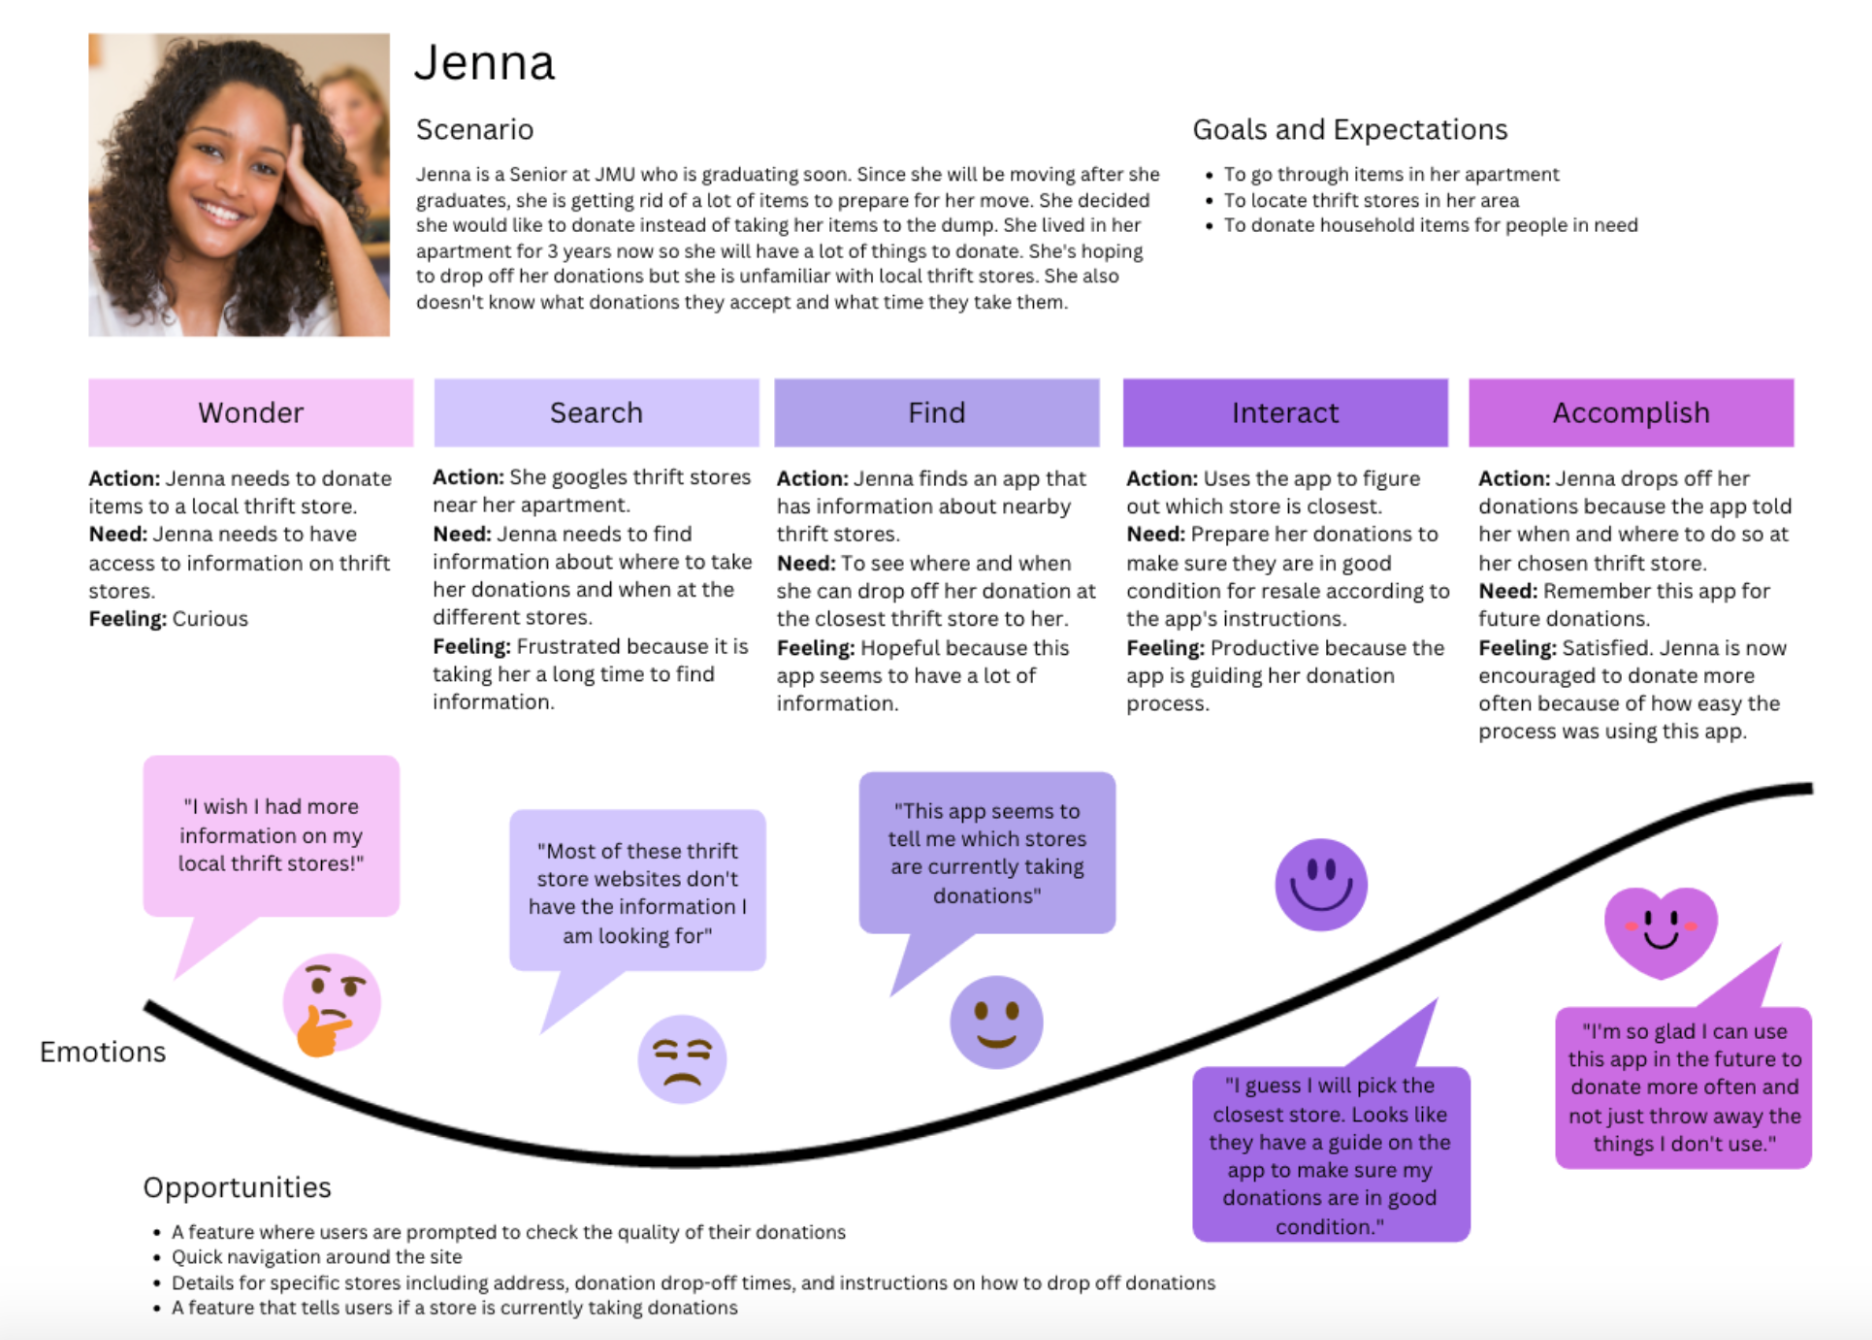 Jenna
Scenario
Jenna is a Senior at JMU who is graduating soon. Since she will be moving after she
graduates, she is getting rid of a lot of items to prepare for her move. She decided
she would like to donate instead of taking her items to the dump. She lived in her
apartment for 3 years now so she will have a lot of things to donate. She's hoping
to drop off her donations but she is unfamiliar with local thrift stores. She also
doesn't know what donations they accept and what time they take them.
Goals and Expectations
• To go through items in her apartment
• To locate thrift stores in her area
• To donate household items for people in need
Wonder
Action: Jenna needs to donate
items to a local thrift store.
Need: Jenna needs to have
access to information on thrift
stores.
Feeling: Curious
Search
Action: She googles thrift stores
near her apartment.
Need: Jenna needs to find
information about where to take
her donations and when at the
different stores.
Feeling: Frustrated because it is
taking her a long time to find
information.
Find
Action: Jenna finds an app that
has information about nearby
thrift stores.
Need: To see where and when
she can drop off her donation at
the closest thrift store to her.
Feeling: Hopeful because this
app seems to have a lot of
information.
Interact
Action: Uses the app to figure
out which store is closest.
Need: Prepare her donations to
make sure they are in good
condition for resale according to
the app's instructions.
Feeling: Productive because the
app is guiding her donation
process.
Accomplish
Action: Jenna drops off her
donations because the app told
her when and where to do so at
her chosen thrift store.
Need: Remember this app for
future donations.
Feeling: Satisfied. Jenna is now
encouraged to donate more
often because of how easy the
process was using this app.
"I wish I had more
information on my
local thrift stores!"
"Most of these thrift
store websites don't
have the information I
am looking for"
"This app seems to
tell me which stores
are currently taking
donations"
"I guess I will pick the
closest store. Looks like
they have a guide on the
app to make sure my
donations are in good
condition."
"I'm so glad I can use
this app in the future to
donate more often and
not just throw away the
things I don't use."
Emotions
Opportunities
• A feature where users are prompted to check the quality of their donations
• Quick navigation around the site
• Details for specific stores including address, donation drop-off times, and instructions on how to drop off donations
• A feature that tells users if a store is currently taking donations